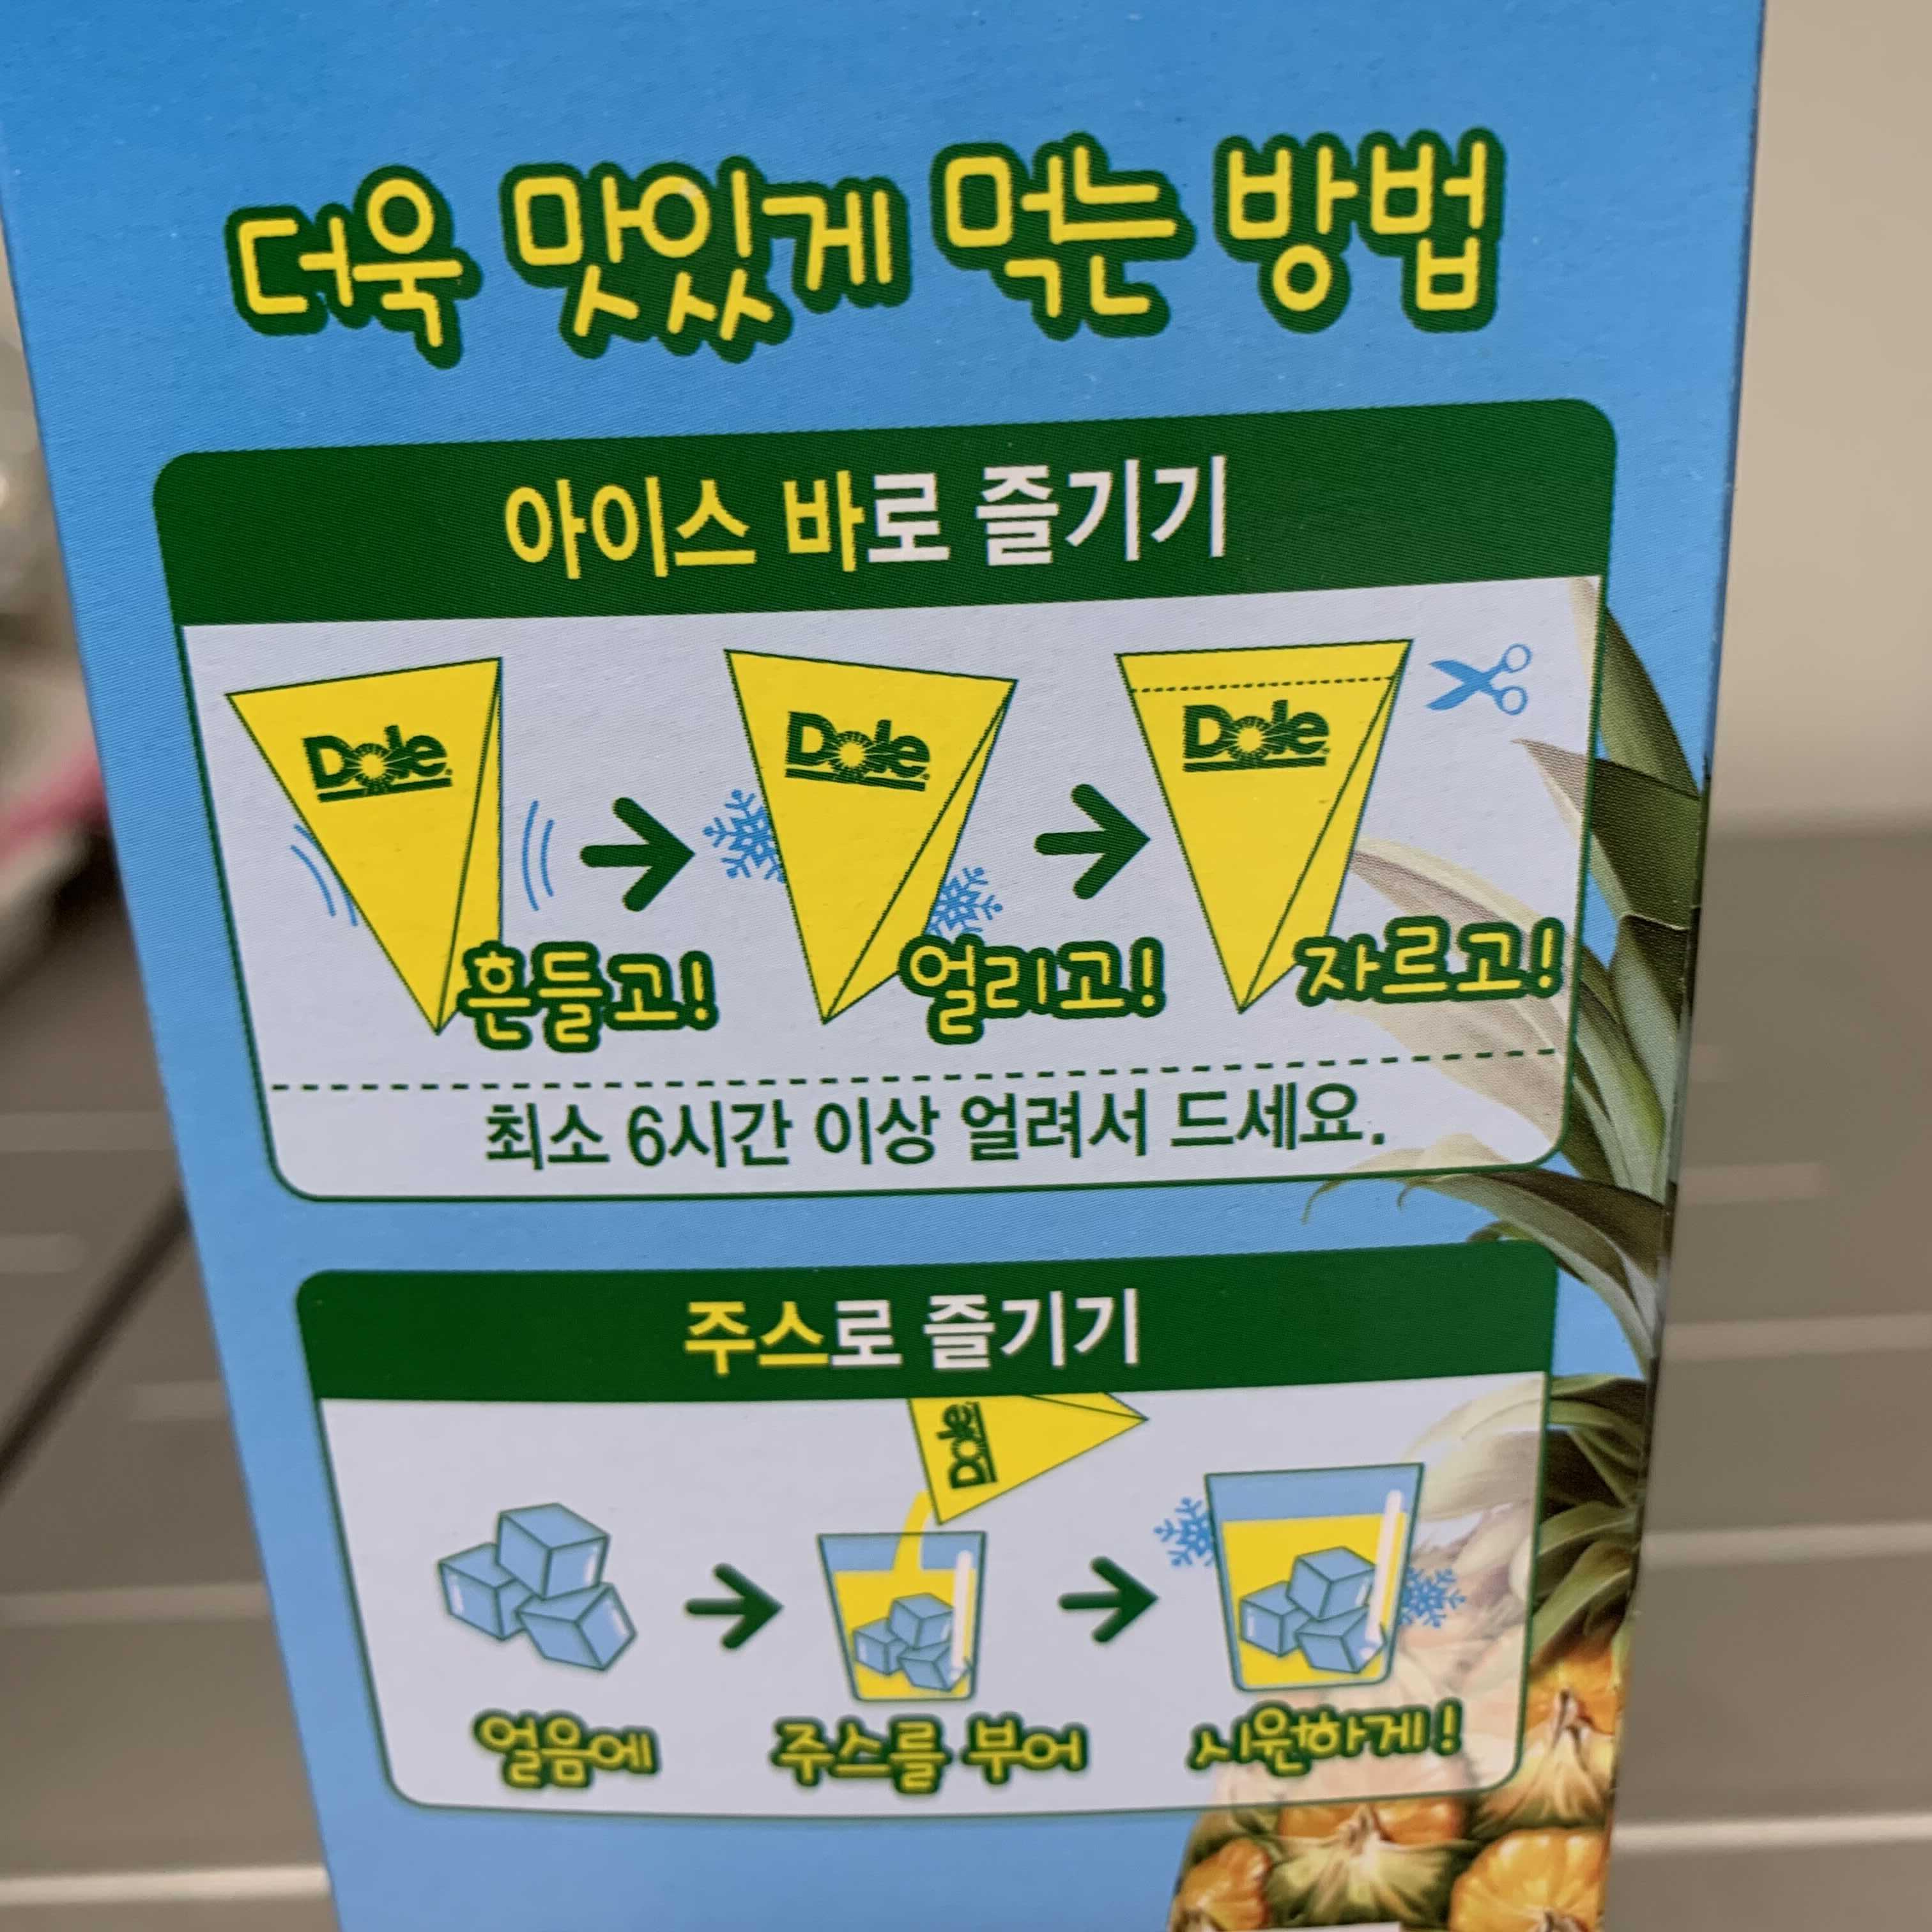 더욱 맛있게 먹는 방법
아이스 바로 즐기기
Dole
Dole
Dole
흔들고!
얼리고!
자르고!
최소 6시간 이상 얼려서 드세요.
주스로 즐기기
Dole
얼음에
주스를 부어
시원하게!